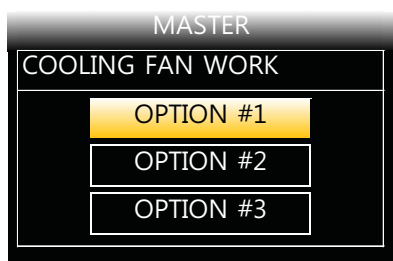 MASTER
COOLING FAN WORK
OPTION #1
OPTION #2
OPTION #3